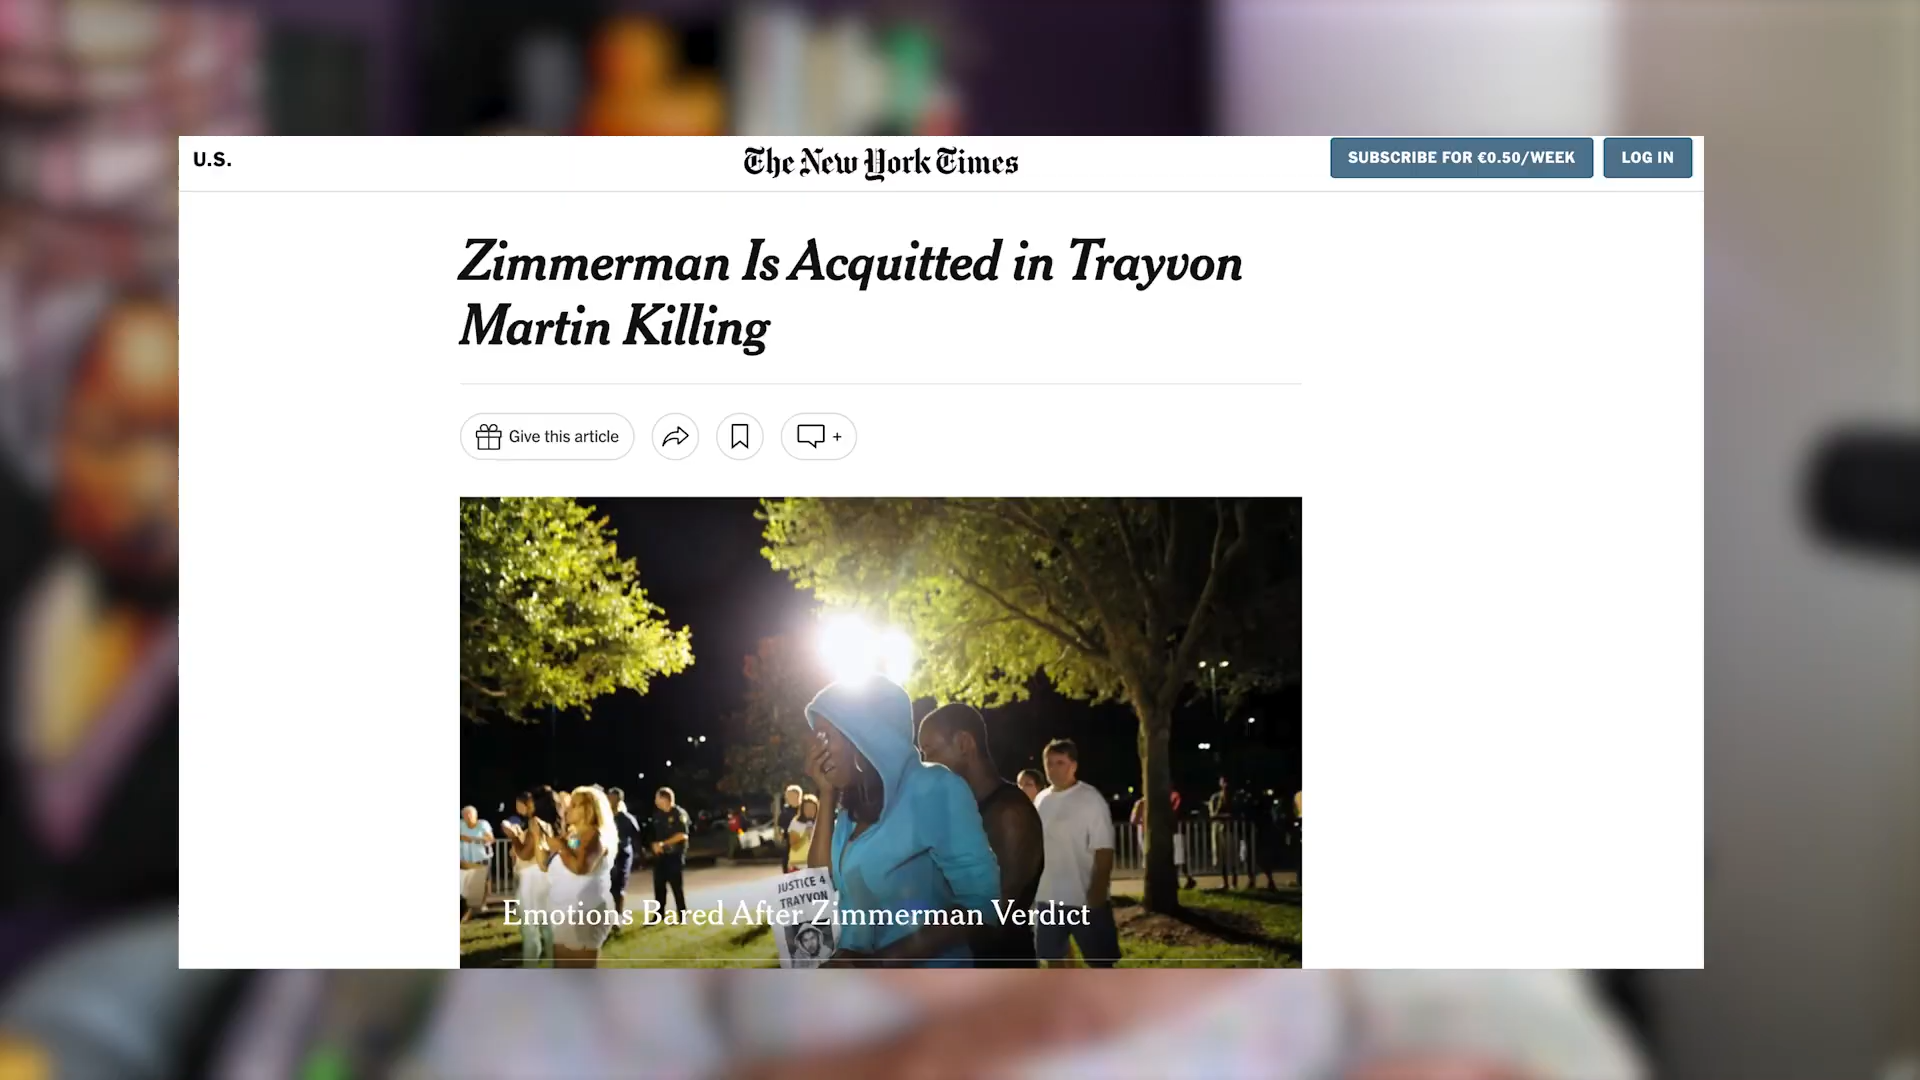 U.S.
The New York Times
SUBSCRIBE FOR €0.50/WEEK
LOG IN
Zimmerman Is Acquitted in Trayvon
Martin Killing
Give this article
+
JUSTICE 4
TRAYVON
Emotions Bared After Zimmerman Verdict